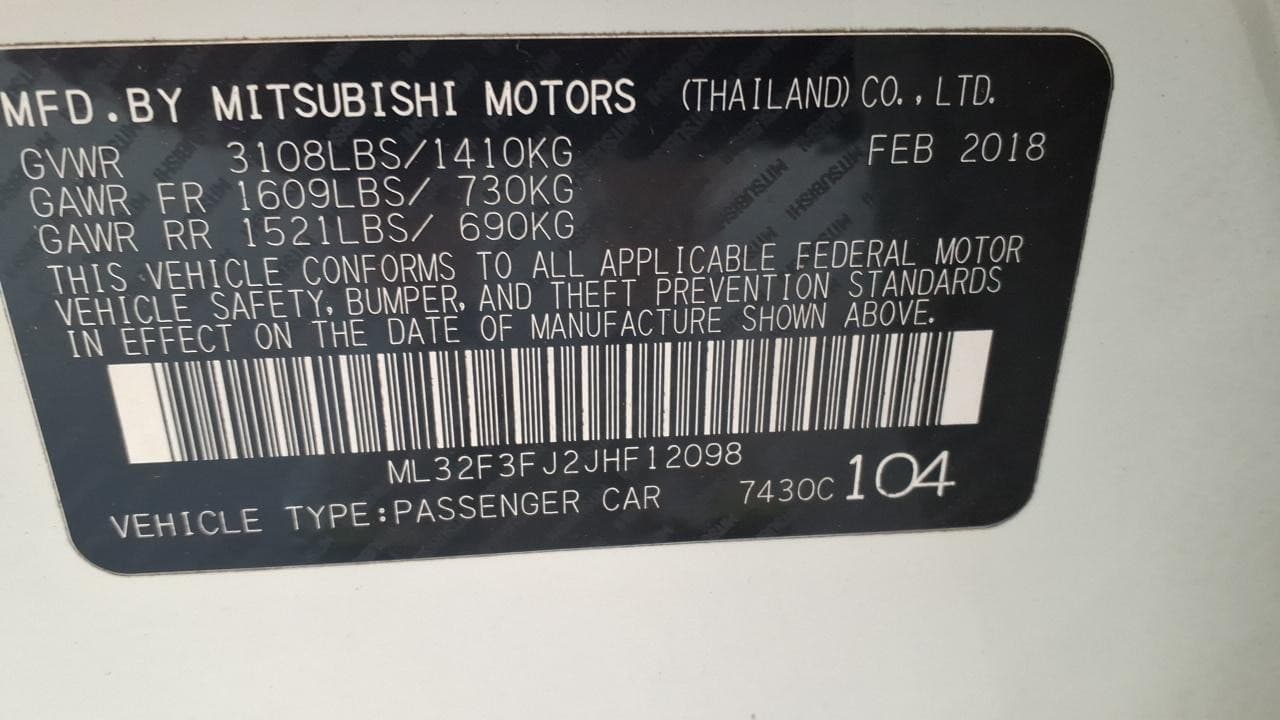 MFD.BY MITSUBISHI MOTORS (THAILAND) CO., LTD.
GVWR 3108LBS/1410KG FEB 2018
GAWR FR 1609LBS/ 730KG
GAWR RR 1521LBS/ 690KG
THIS VEHICLE CONFORMS TO ALL APPLICABLE FEDERAL MOTOR
VEHICLE SAFETY, BUMPER, AND THEFT PREVENTION STANDARDS
IN EFFECT ON THE DATE OF MANUFACTURE SHOWN ABOVE.
ML32F3FJ2JHF12098
VEHICLE TYPE:PASSENGER CAR 7430C 104